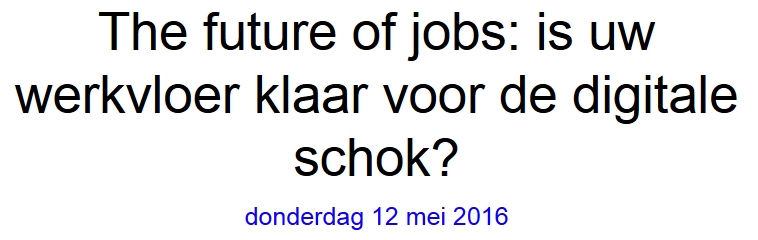 The future of jobs: is uw
werkvloer klaar voor de digitale
schok?
donderdag 12 mei 2016